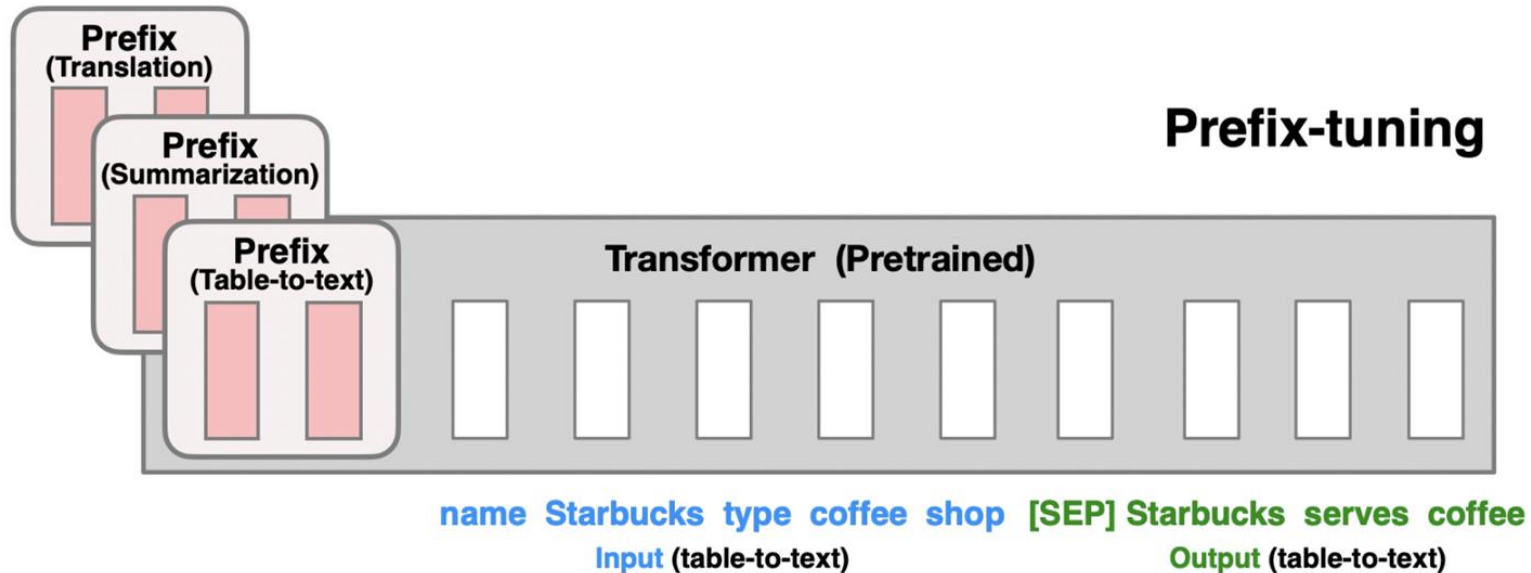 Prefix
(Translation)
Prefix
(Summarization)
Prefix
(Table-to-text)
Prefix-tuning
Transformer (Pretrained)
name Starbucks type coffee shop [SEP] Starbucks serves coffee
Input (table-to-text) Output (table-to-text)